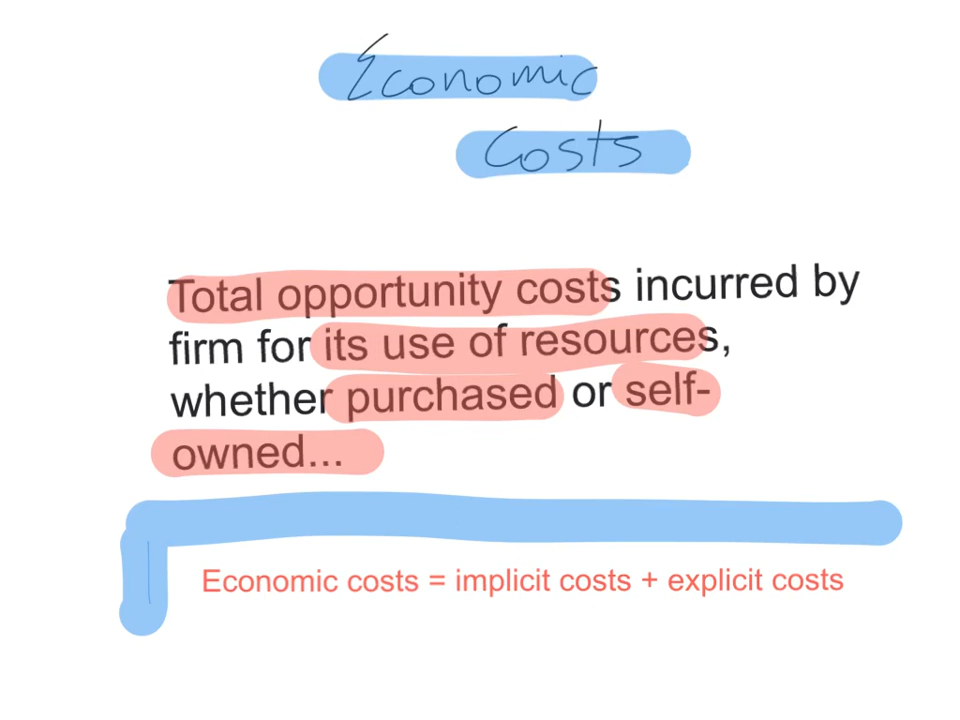 Economic
Costs
Total opportunity costs incurred by
firm for its use of resources,
whether purchased or self-
owned...
Economic costs = implicit costs + explicit costs